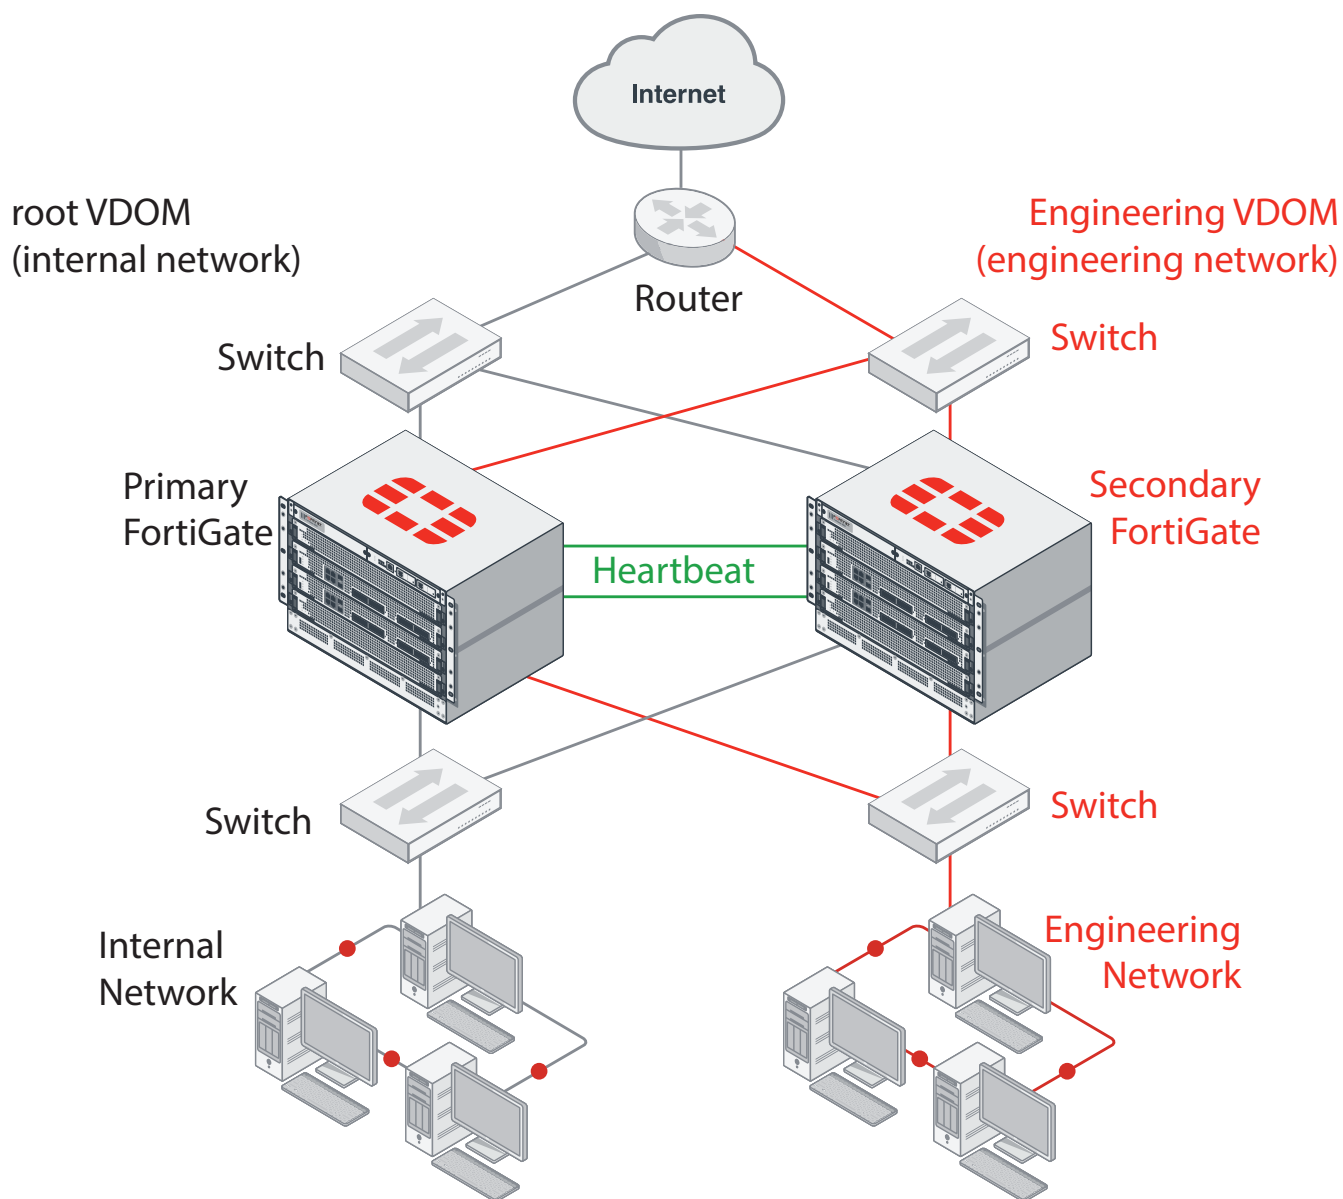 Internet
root VDOM
(internal network)
Engineering VDOM
(engineering network)
Router
Switch
Switch
Primary
FortiGate
Secondary
FortiGate
Heartbeat
Switch
Switch
Internal
Network
Engineering
Network